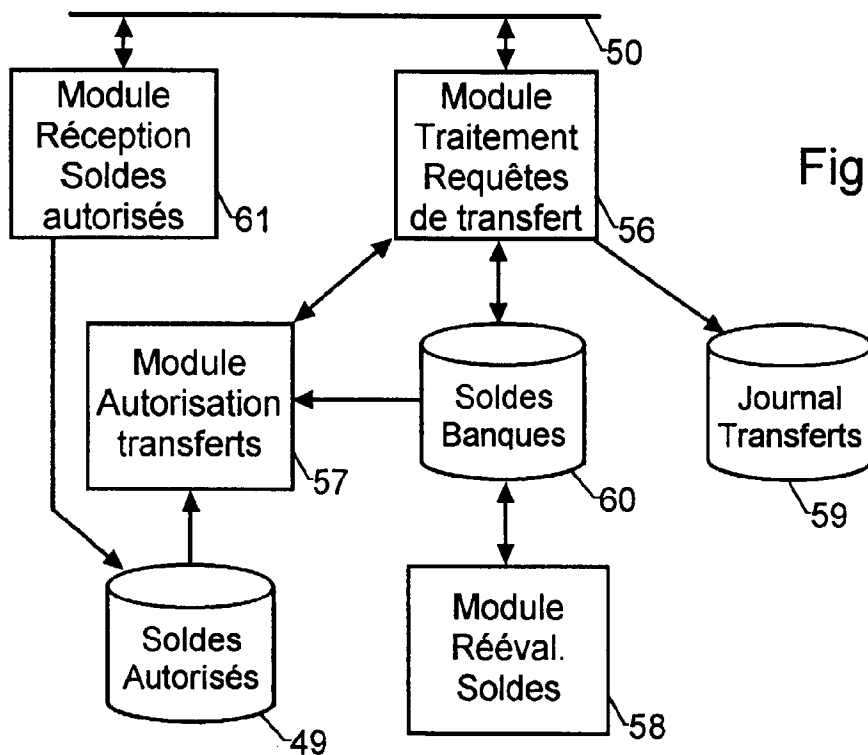 50
Module
Réception
Soldes
autorisés
61
Module
Traitement
Requêtes
de transfert
56
Fig
Module
Autorisation
transferts
57
Soldes
Banques
60
Journal
Transferts
59
Soldes
Autorisés
49
Module
Rééval.
Soldes
58